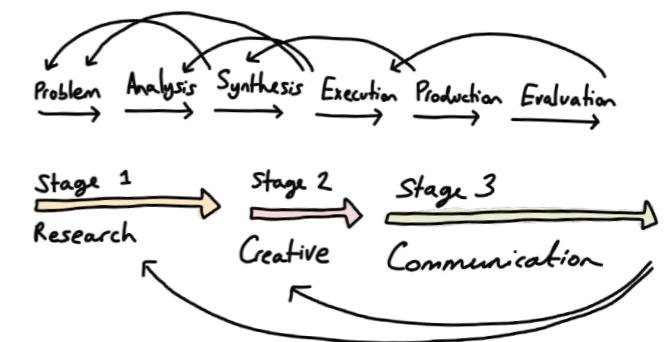 Problem Analysis Synthesis Execution Production Evaluation
Stage 1 Stage 2 Stage 3
Research Creative Communication